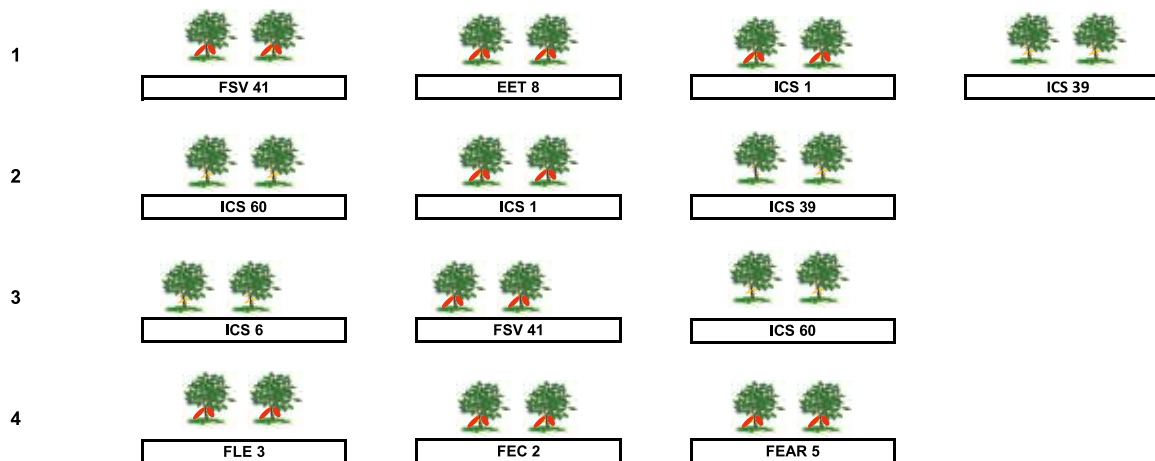 1
FSV 41 EET 8 ICS 1 ICS 39
2
ICS 60 ICS 1 ICS 39
3
ICS 6 FSV 41 ICS 60
4
FLE 3 FEC 2 FEAR 5